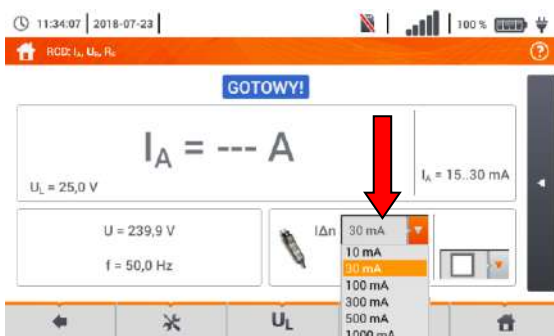 11:34:07 2018-07-23 100 %
RCD: IA, UB, RE
GOTOWY!
IA = --- A
IA = 15..30 mA
UL = 25,0 V
U = 239,9 V
f = 50,0 Hz
IΔn 30 mA
10 mA
30 mA
100 mA
300 mA
500 mA
1000 mA
UL